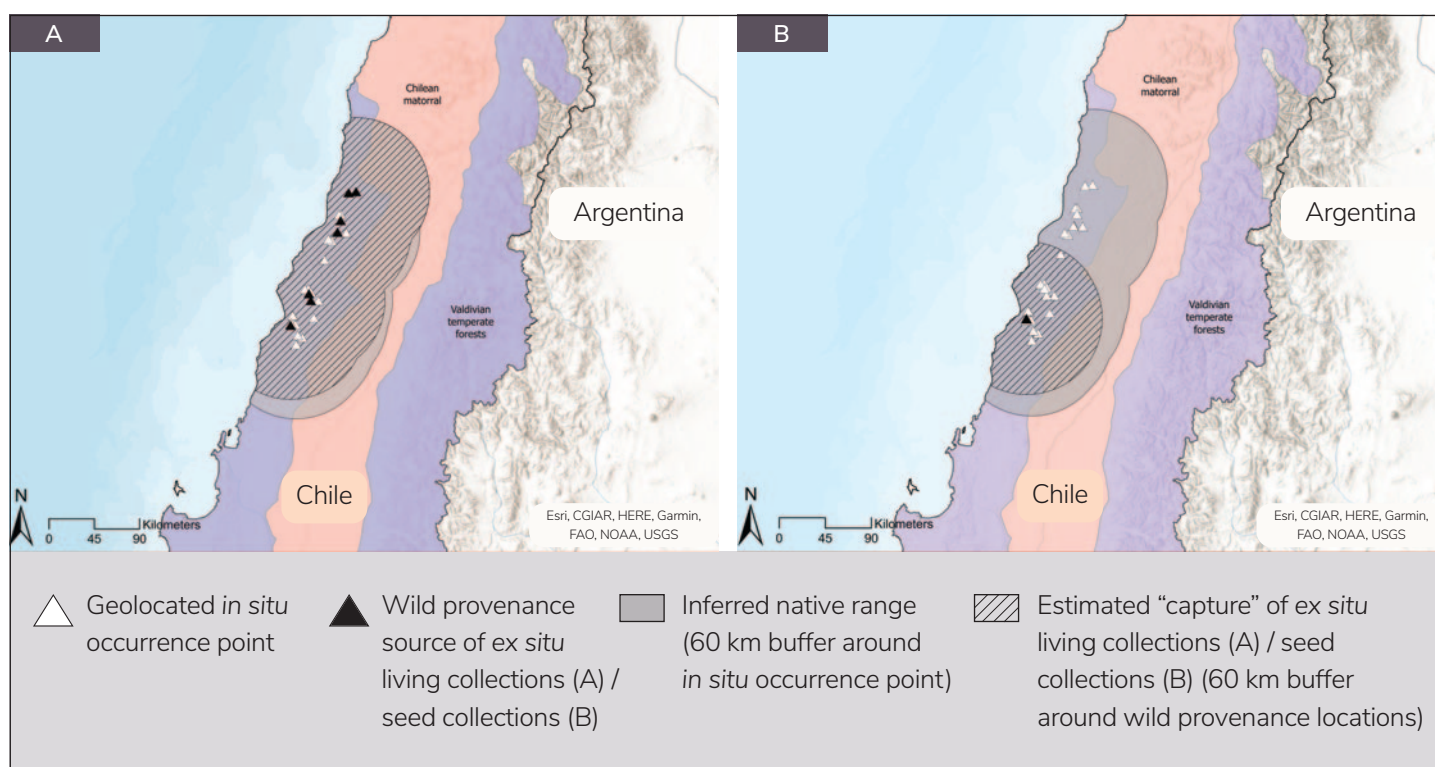 A
Chilean
matorral
Argentina
Valdivian
temperate
forests
Chile
N
Kilometers
0 45 90
Esri, CGIAR, HERE, Garmin,
FAO, NOAA, USGS
B
Chilean
matorral
Argentina
Valdivian
temperate
forests
Chile
N
Kilometers
0 45 90
Esri, CGIAR, HERE, Garmin,
FAO, NOAA, USGS
Geolocated in situ
occurrence point
Wild provenance
source of ex situ
living collections (A) /
seed collections (B)
Inferred native range
(60 km buffer around
in situ occurrence point)
Estimated “capture” of ex situ
living collections (A) / seed
collections (B) (60 km buffer
around wild provenance locations)